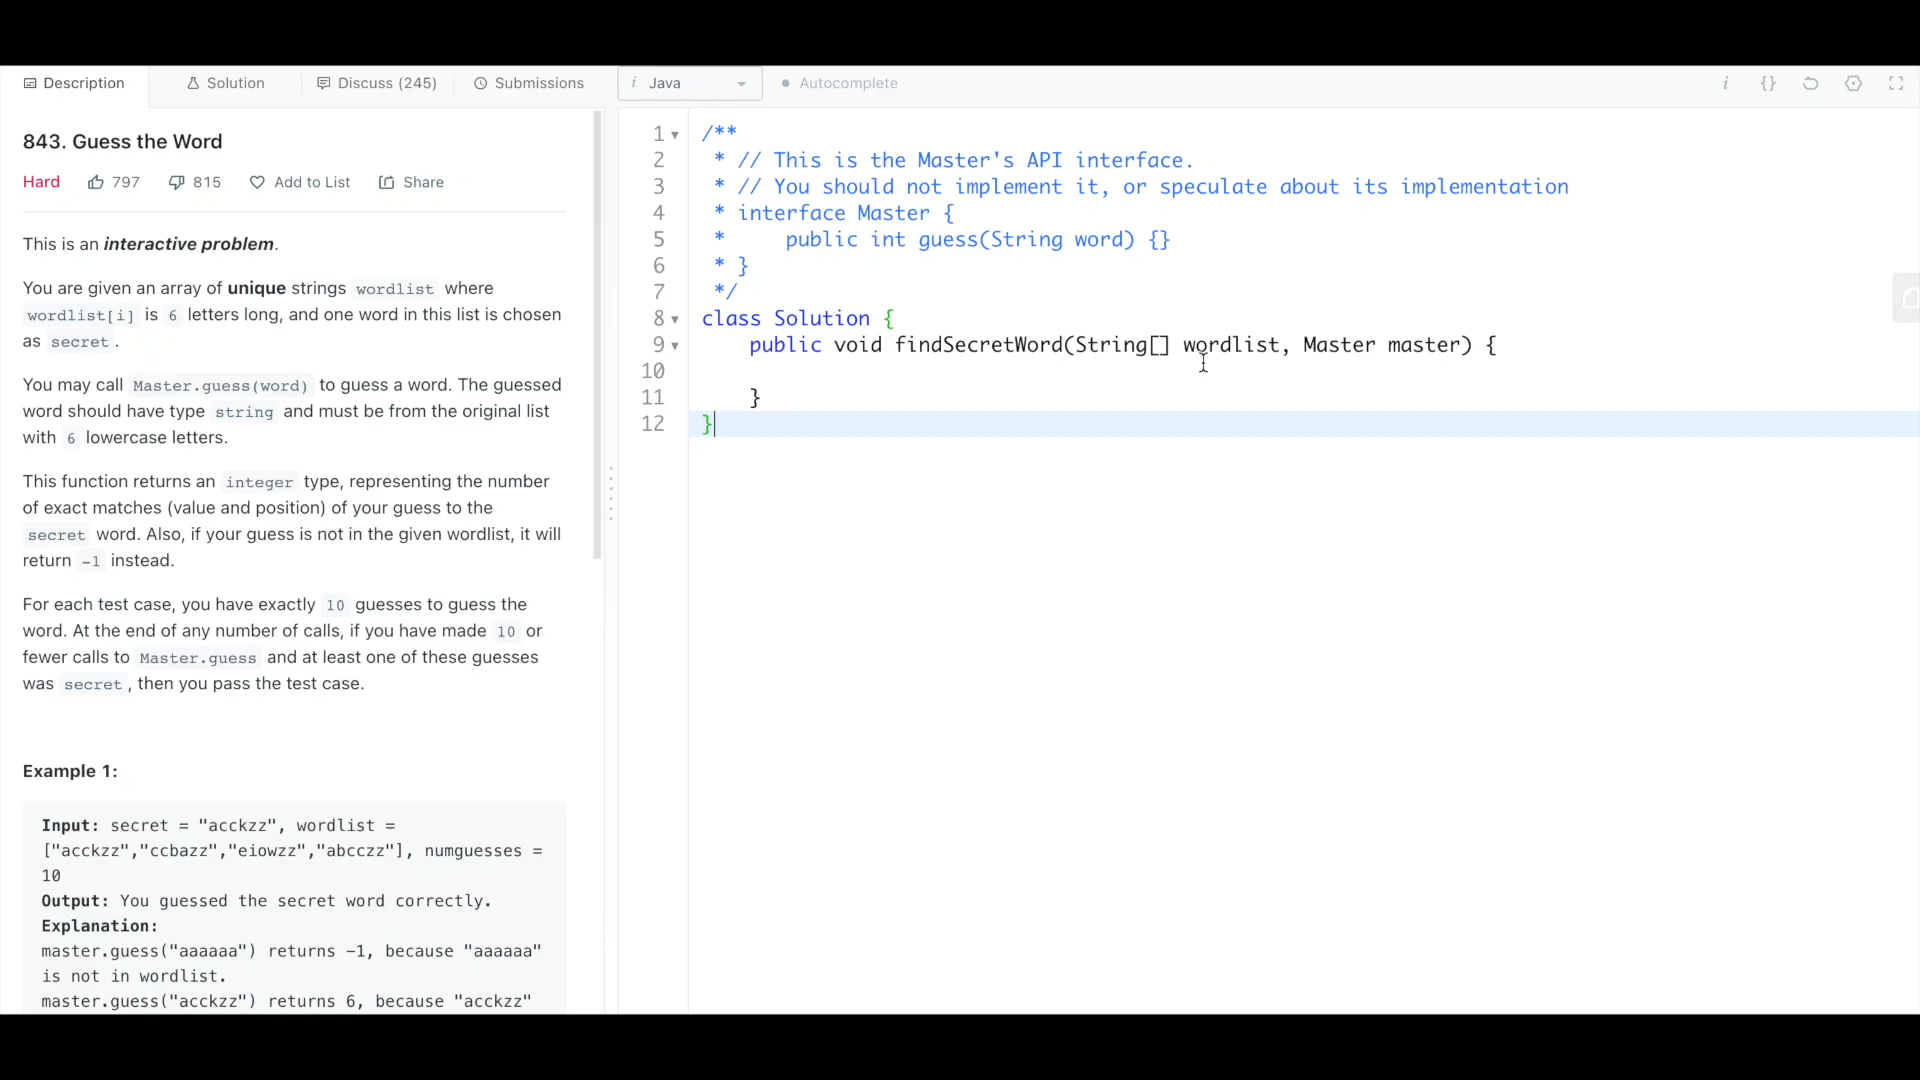 Description Solution Discuss (245) Submissions i Java Autocomplete i {}
843. Guess the Word
Hard 797 815 Add to List Share
This is an interactive problem.
You are given an array of unique strings wordlist where
wordlist[i] is 6 letters long, and one word in this list is chosen
as secret.
You may call Master.guess(word) to guess a word. The guessed
word should have type string and must be from the original list
with 6 lowercase letters.
This function returns an integer type, representing the number
of exact matches (value and position) of your guess to the
secret word. Also, if your guess is not in the given wordlist, it will
return -1 instead.
For each test case, you have exactly 10 guesses to guess the
word. At the end of any number of calls, if you have made 10 or
fewer calls to Master.guess and at least one of these guesses
was secret, then you pass the test case.
Example 1:
Input: secret = "acckzz", wordlist =
["acckzz","ccbazz","eiowzz","abcczz"], numguesses =
10
Output: You guessed the secret word correctly.
Explanation:
master.guess("aaaaaa") returns -1, because "aaaaaa"
is not in wordlist.
master.guess("acckzz") returns 6, because "acckzz"
1 /**
2 * // This is the Master's API interface.
3 * // You should not implement it, or speculate about its implementation
4 * interface Master {
5 *     public int guess(String word) {}
6 * }
7 */
8 class Solution {
9     public void findSecretWord(String[] wordlist, Master master) {
10
11     }
12 }